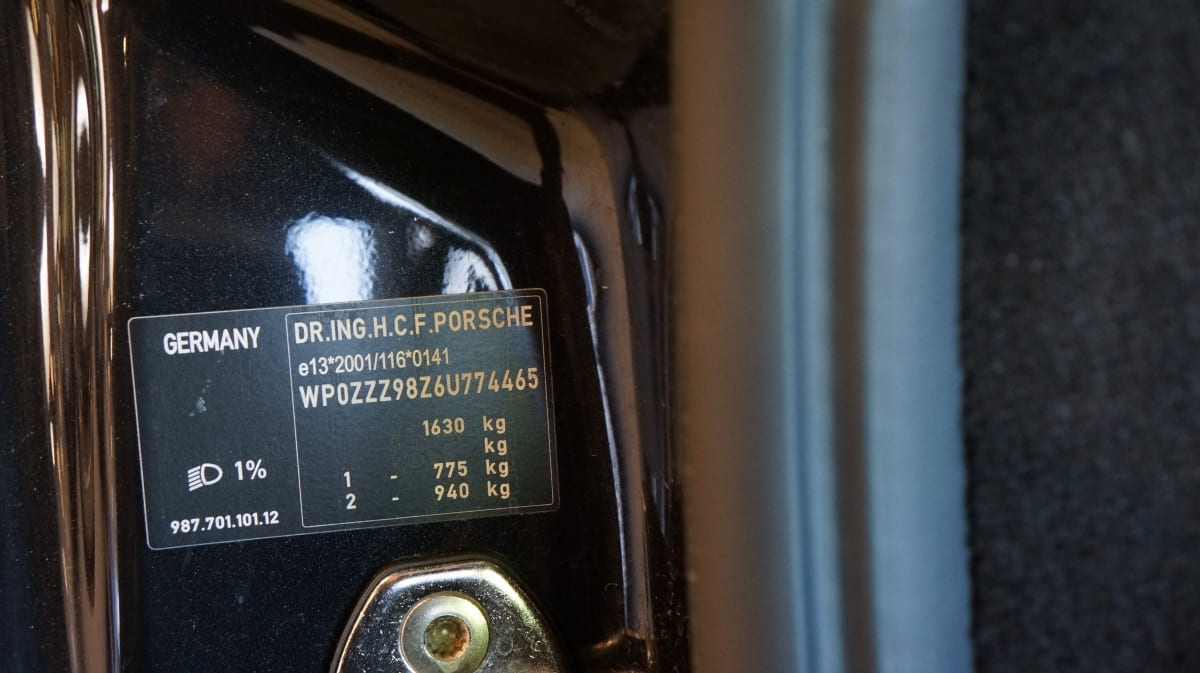 GERMANY
1%
987.701.101.12
DR.ING.H.C.F.PORSCHE
e13*2001/116*0141
WP0ZZZ98Z6U774465
1630 kg
kg
1 - 775 kg
2 - 940 kg